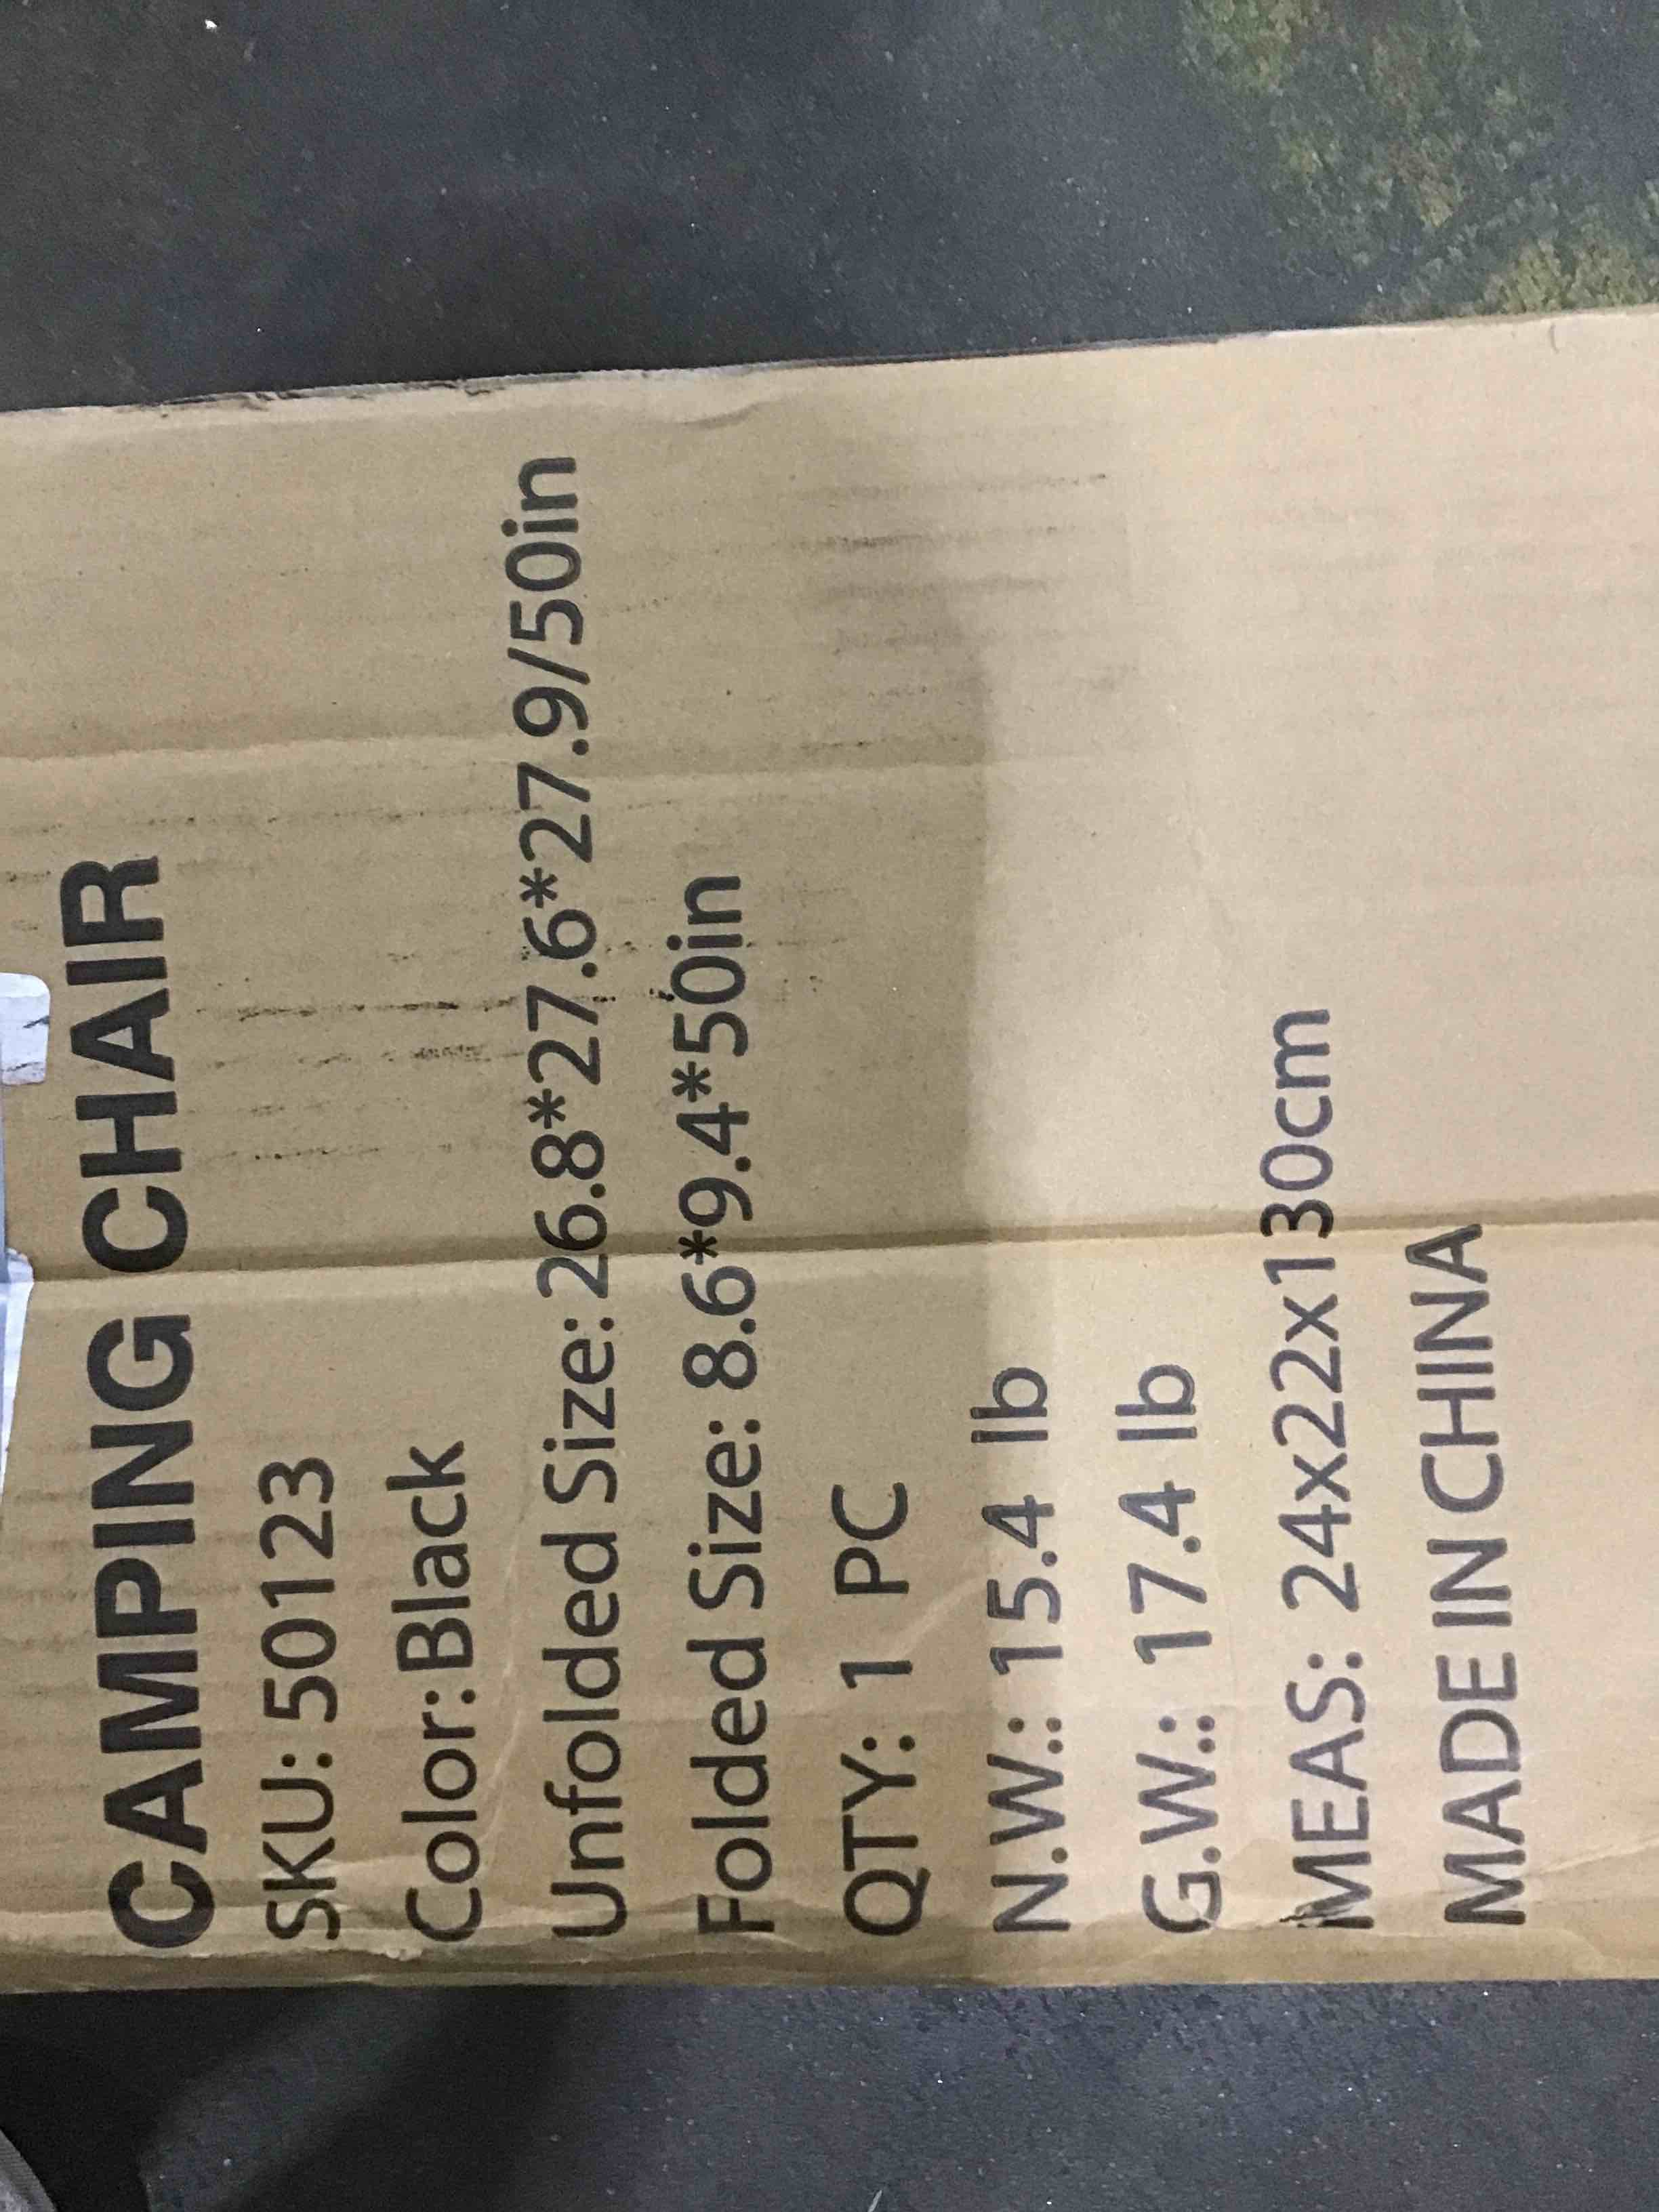 CAMPING CHAIR
SKU: 50123
Color:Black
Unfolded Size: 26.8*27.6*27.9/50in
Folded Size: 8.6*9.4*50in
QTY: 1 PC
N.W.: 15.4 lb
G.W.: 17.4 lb
MEAS: 24x22x130cm
MADE IN CHINA